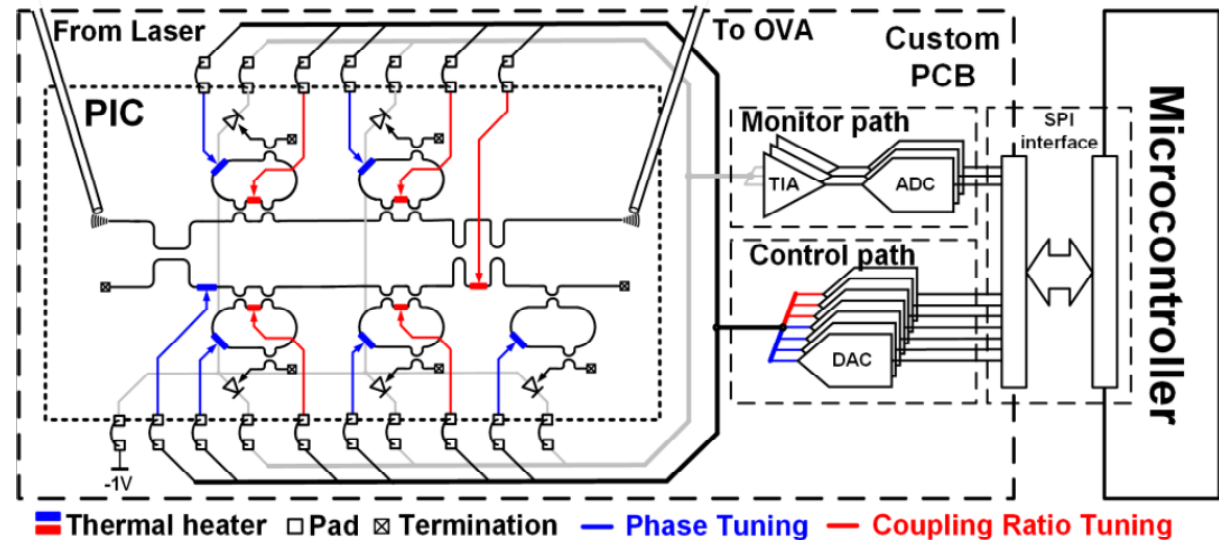 From Laser
To OVA
Custom
PCB
PIC
Monitor path
TIA
ADC
SPI
interface
Control path
DAC
Microcontroller
-1V
Thermal heater Pad Termination Phase Tuning Coupling Ratio Tuning